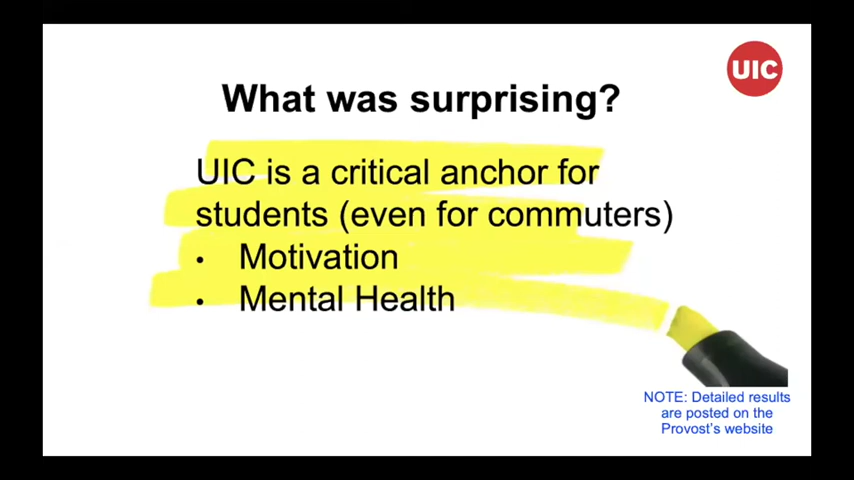 UIC
What was surprising?
UIC is a critical anchor for
students (even for commuters)
• Motivation
• Mental Health
NOTE: Detailed results
are posted on the
Provost's website